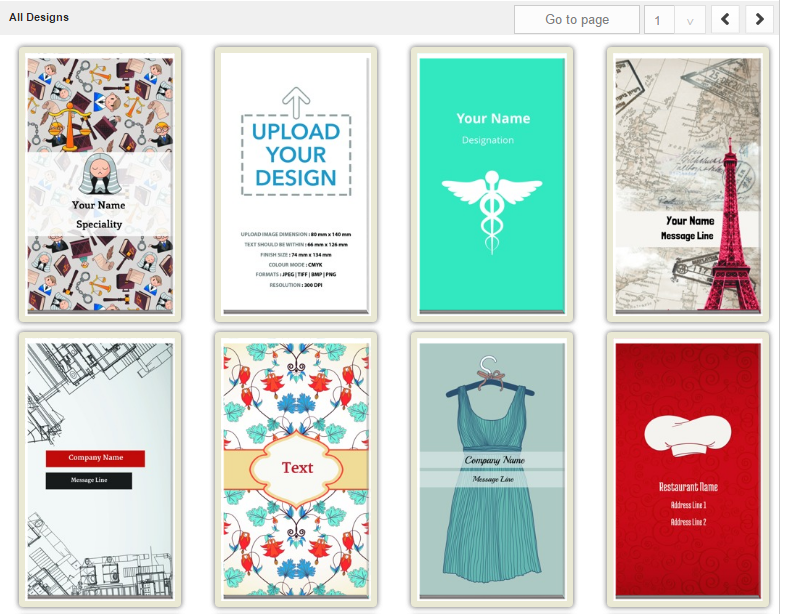 All Designs
Go to page
1
v
Your Name
Speciality
UPLOAD
YOUR
DESIGN
UPLOAD IMAGE DIMENSION : 80 mm x 140 mm
TEXT SHOULD BE WITHIN : 66 mm x 126 mm
FINISH SIZE : 74 mm x 134 mm
COLOUR MODE : CMYK
FORMATS : JPEG | TIFF | BMP | PNG
RESOLUTION : 300 DPI
Your Name
Designation
Your Name
Message Line
Company Name
Message Line
Text
Company Name
Message Line
Restaurant Name
Address Line 1
Address Line 2